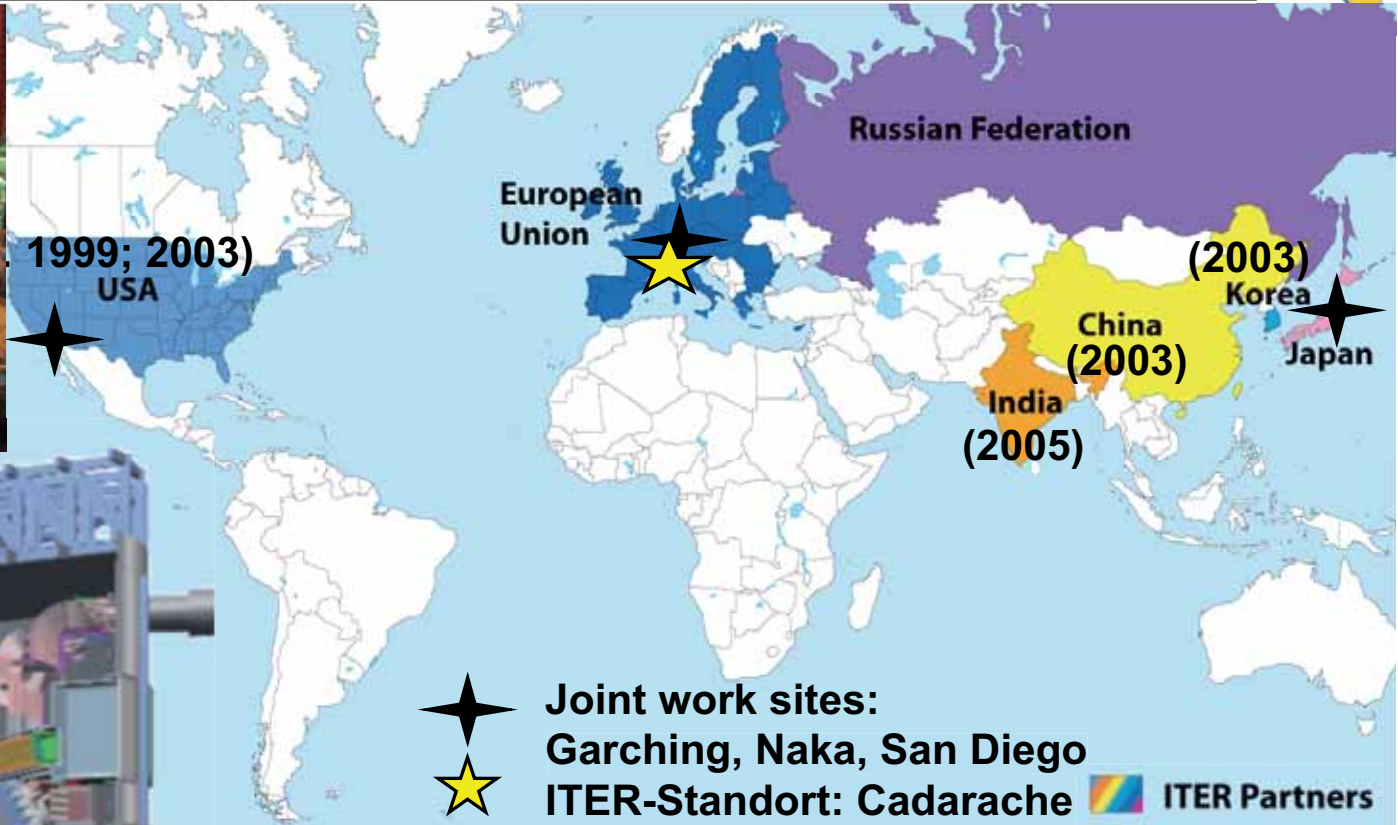 Russian Federation
European
Union
. 1999; 2003)
USA
(2003)
Korea
China
(2003)
Japan
India
(2005)
Joint work sites:
Garching, Naka, San Diego
ITER-Standort: Cadarache
ITER Partners